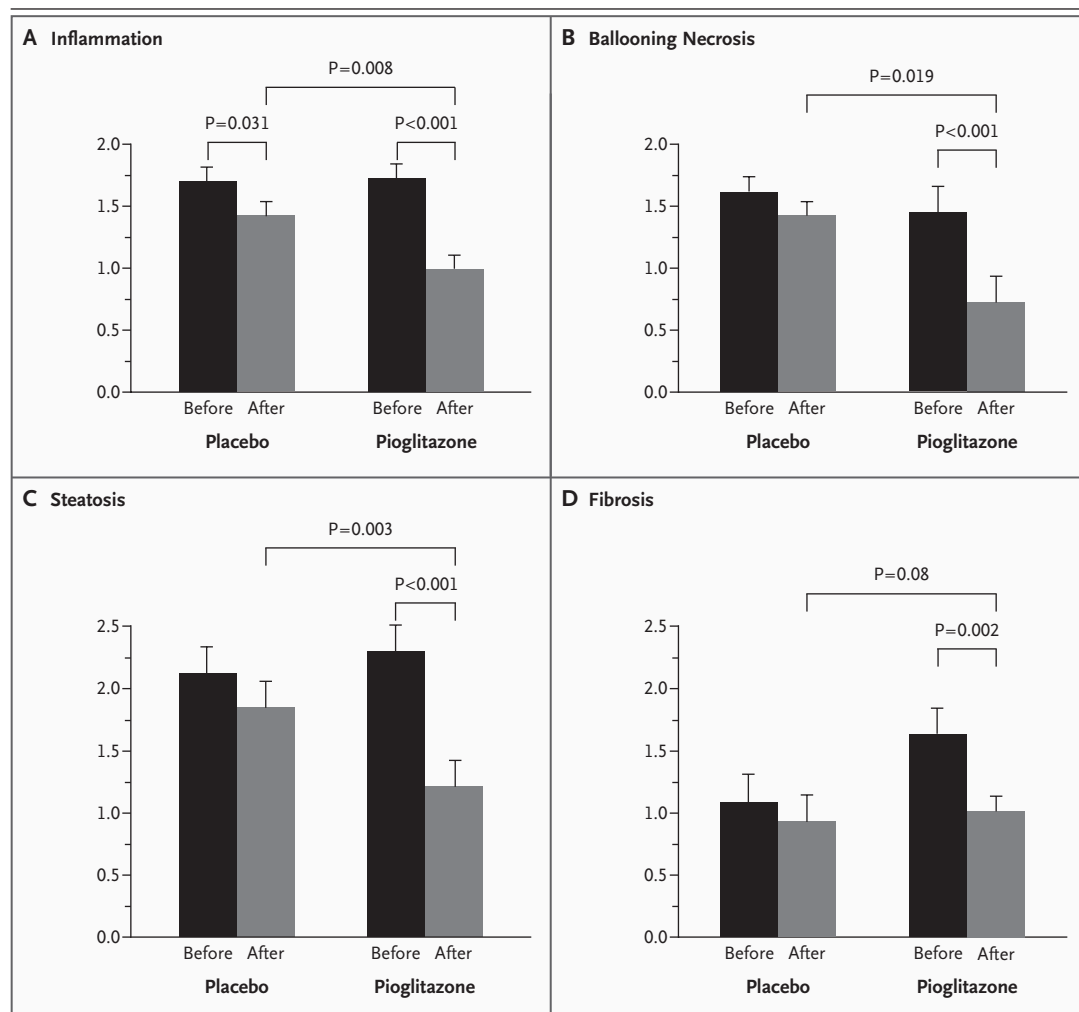 A Inflammation
P=0.008
P=0.031
P<0.001
2.0
1.5
1.0
0.5
0.0
Before After
Before After
Placebo
Pioglitazone
B Ballooning Necrosis
P=0.019
P<0.001
2.0
1.5
1.0
0.5
0.0
Before After
Before After
Placebo
Pioglitazone
C Steatosis
P=0.003
P<0.001
2.5
2.0
1.5
1.0
0.5
0.0
Before After
Before After
Placebo
Pioglitazone
D Fibrosis
P=0.08
P=0.002
2.5
2.0
1.5
1.0
0.5
0.0
Before After
Before After
Placebo
Pioglitazone